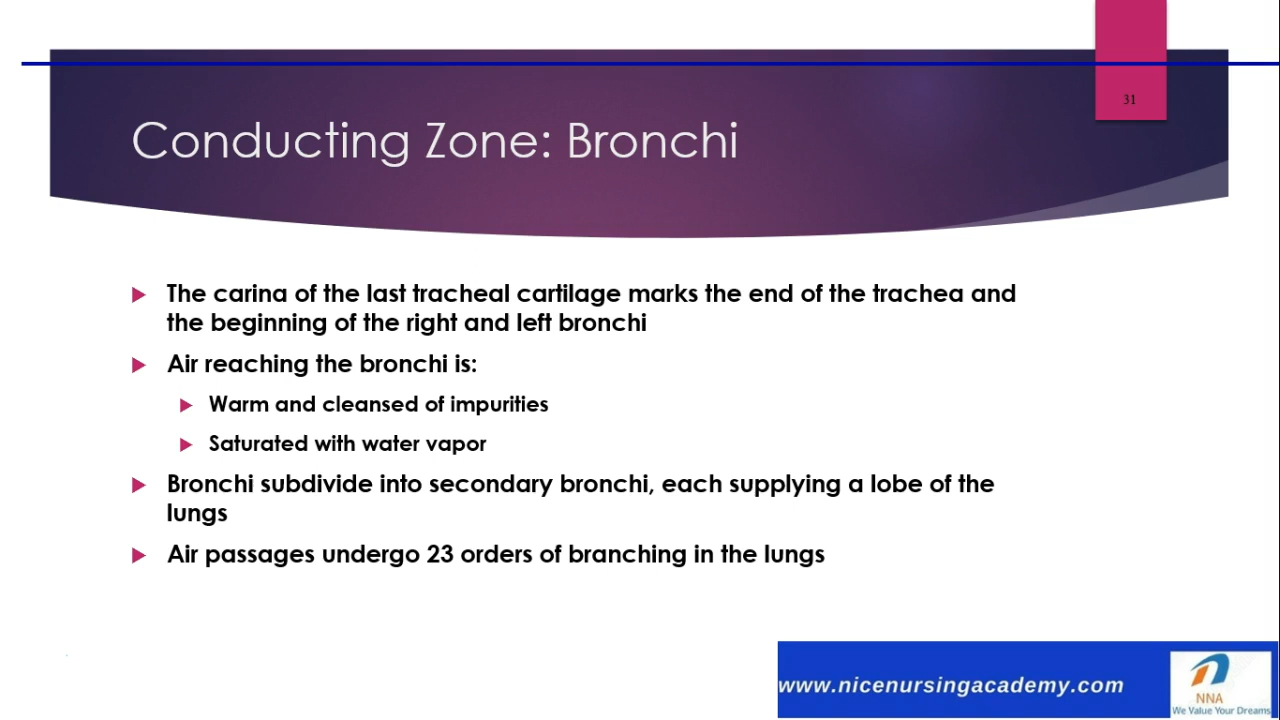 31
Conducting Zone: Bronchi
The carina of the last tracheal cartilage marks the end of the trachea and
the beginning of the right and left bronchi
Air reaching the bronchi is:
Warm and cleansed of impurities
Saturated with water vapor
Bronchi subdivide into secondary bronchi, each supplying a lobe of the
lungs
Air passages undergo 23 orders of branching in the lungs
www.nicenursingacademy.com
NNA
We Value Your Dreams